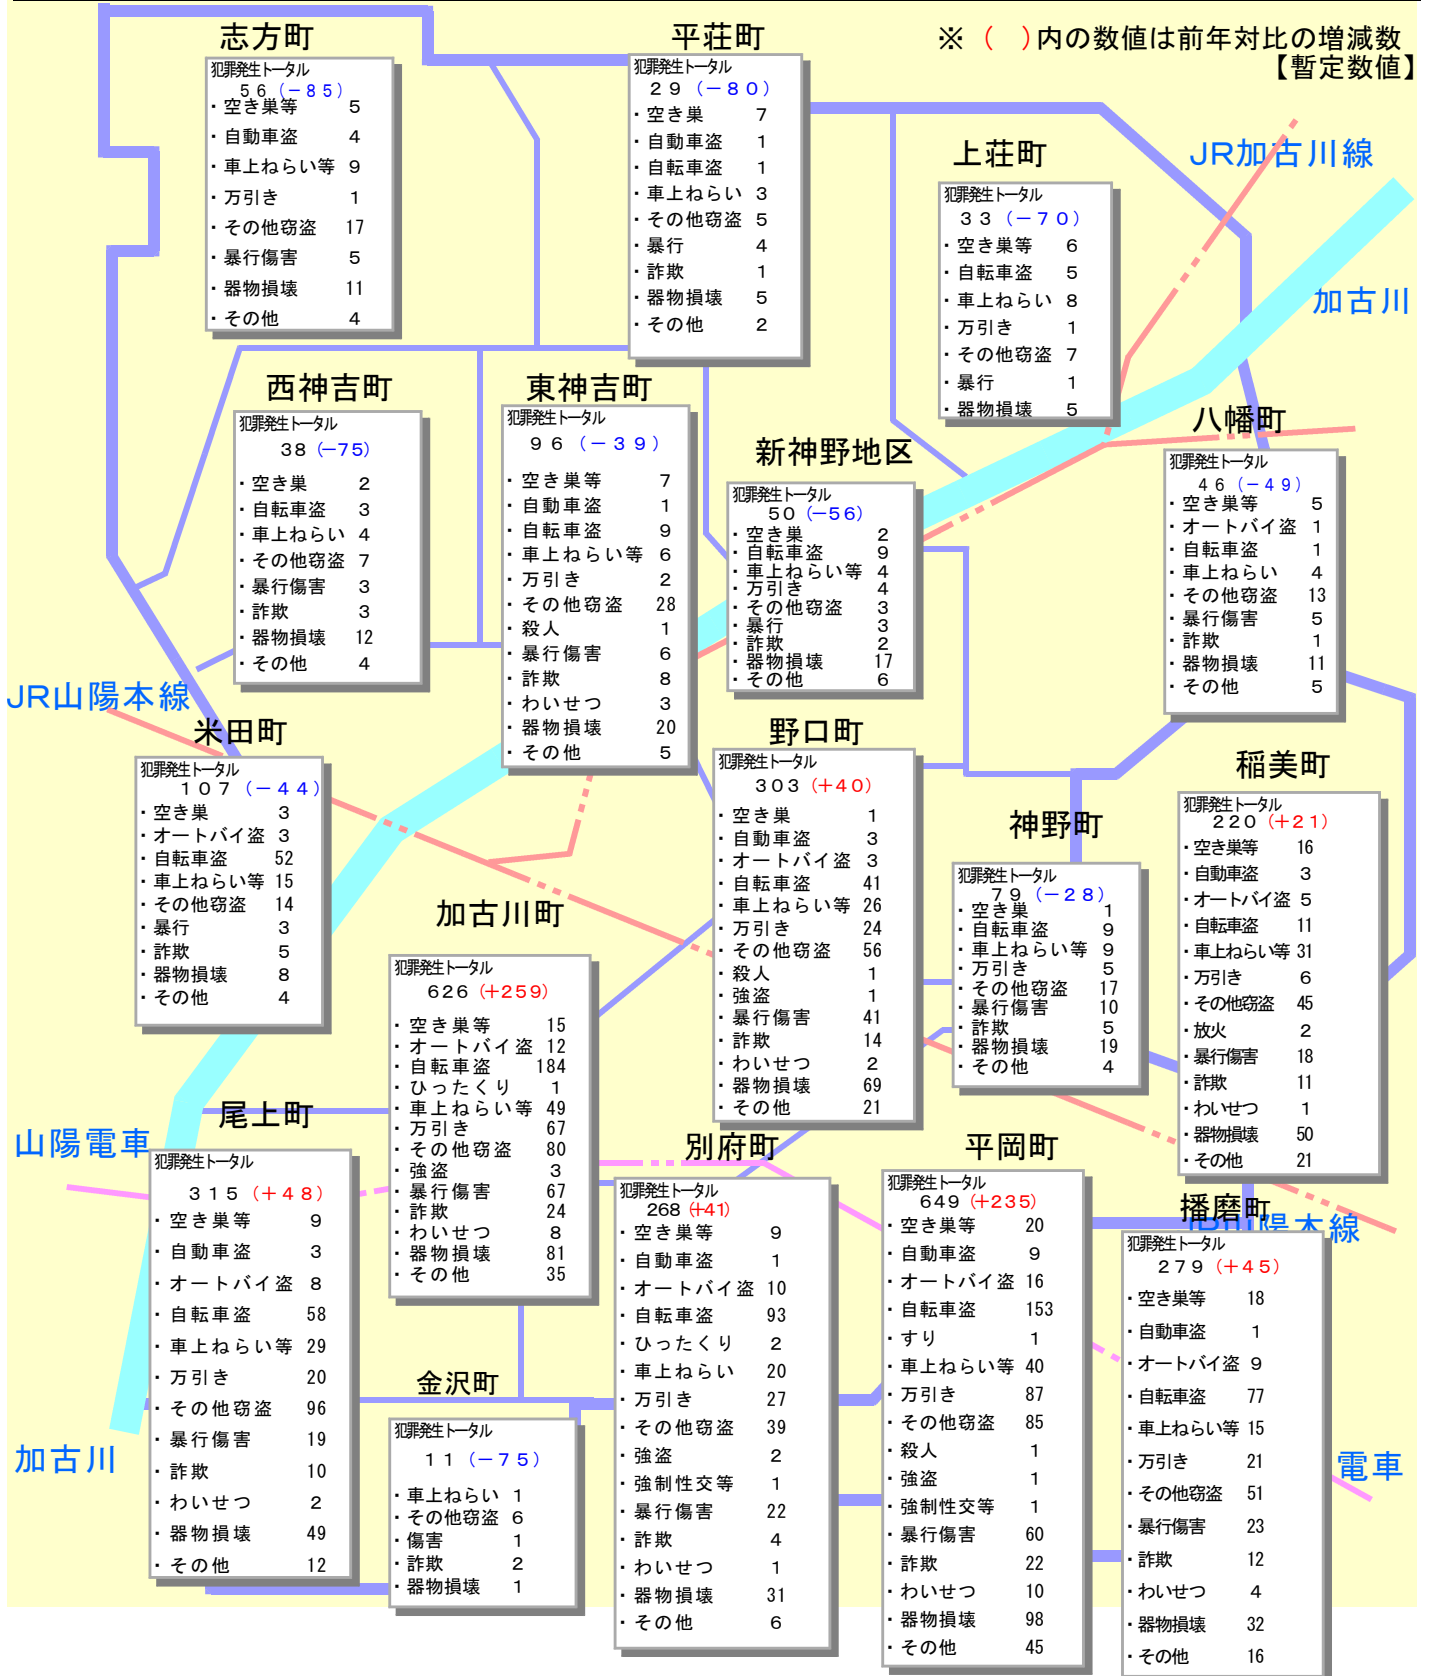 ※（　）内の数値は前年対比の増減数
【暫定数値】
志方町
犯罪発生トータル
５６（－８５）
・空き巣等 5
・自動車盗 4
・車上ねらい等 9
・万引き 1
・その他窃盗 17
・暴行傷害 5
・器物損壊 11
・その他 4
平荘町
犯罪発生トータル
２９（－８０）
・空き巣 7
・自動車盗 1
・自転車盗 1
・車上ねらい 3
・その他窃盗 5
・暴行 4
・詐欺 1
・器物損壊 5
・その他 2
上荘町
犯罪発生トータル
３３（－７０）
・空き巣等 6
・自転車盗 5
・車上ねらい 8
・万引き 1
・その他窃盗 7
・暴行 1
・器物損壊 5
JR加古川線
加古川
西神吉町
犯罪発生トータル
38（－75）
・空き巣 2
・自転車盗 3
・車上ねらい 4
・その他窃盗 7
・暴行傷害 3
・詐欺 3
・器物損壊 12
・その他 4
東神吉町
犯罪発生トータル
９６（－３９）
・空き巣等 7
・自動車盗 1
・自転車盗 9
・車上ねらい等 6
・万引き 2
・その他窃盗 28
・殺人 1
・暴行傷害 6
・詐欺 8
・わいせつ 3
・器物損壊 20
・その他 5
新神野地区
犯罪発生トータル
50（－56）
・空き巣 2
・自転車盗 9
・車上ねらい等 4
・万引き 4
・その他窃盗 3
・暴行 3
・詐欺 2
・器物損壊 17
・その他 6
八幡町
犯罪発生トータル
４６（－４９）
・空き巣等 5
・オートバイ盗 1
・自転車盗 1
・車上ねらい 4
・その他窃盗 13
・暴行傷害 5
・詐欺 1
・器物損壊 11
・その他 5
JR山陽本線
米田町
犯罪発生トータル
１０７（－４４）
・空き巣 3
・オートバイ盗 3
・自転車盗 52
・車上ねらい等 15
・その他窃盗 14
・暴行 3
・詐欺 5
・器物損壊 8
・その他 4
野口町
犯罪発生トータル
３０３（＋４０）
・空き巣 1
・自動車盗 3
・オートバイ盗 3
・自転車盗 41
・車上ねらい等 26
・万引き 24
・その他窃盗 56
・殺人 1
・強盗 1
・暴行傷害 41
・詐欺 14
・わいせつ 2
・器物損壊 69
・その他 21
神野町
犯罪発生トータル
７９（－２８）
・空き巣 1
・自転車盗 9
・車上ねらい等 9
・万引き 5
・その他窃盗 17
・暴行傷害 10
・詐欺 5
・器物損壊 19
・その他 4
稲美町
犯罪発生トータル
２２０（＋２１）
・空き巣等 16
・自動車盗 3
・オートバイ盗 5
・自転車盗 11
・車上ねらい等 31
・万引き 6
・その他窃盗 45
・放火 2
・暴行傷害 18
・詐欺 11
・わいせつ 1
・器物損壊 50
・その他 21
加古川町
犯罪発生トータル
626（＋259）
・空き巣等 15
・オートバイ盗 12
・自転車盗 184
・ひったくり 1
・車上ねらい等 49
・万引き 67
・その他窃盗 80
・強盗 3
・暴行傷害 67
・詐欺 24
・わいせつ 8
・器物損壊 81
・その他 35
山陽電車
尾上町
犯罪発生トータル
３１５（＋４８）
・空き巣等 9
・自動車盗 3
・オートバイ盗 8
・自転車盗 58
・車上ねらい等 29
・万引き 20
・その他窃盗 96
・暴行傷害 19
・詐欺 10
・わいせつ 2
・器物損壊 49
・その他 12
加古川
金沢町
犯罪発生トータル
１１（－７５）
・車上ねらい 1
・その他窃盗 6
・傷害 1
・詐欺 2
・器物損壊 1
別府町
犯罪発生トータル
268（＋41）
・空き巣等 9
・自動車盗 1
・オートバイ盗 10
・自転車盗 93
・ひったくり 2
・車上ねらい 20
・万引き 27
・その他窃盗 39
・強盗 2
・強制性交等 1
・暴行傷害 22
・詐欺 4
・わいせつ 1
・器物損壊 31
・その他 6
平岡町
犯罪発生トータル
649（＋235）
・空き巣等 20
・自動車盗 9
・オートバイ盗 16
・自転車盗 153
・すり 1
・車上ねらい等 40
・万引き 87
・その他窃盗 85
・殺人 1
・強盗 1
・強制性交等 1
・暴行傷害 60
・詐欺 22
・わいせつ 10
・器物損壊 98
・その他 45
JR山陽本線
播磨町
犯罪発生トータル
２７９（＋４５）
・空き巣等 18
・自動車盗 1
・オートバイ盗 9
・自転車盗 77
・車上ねらい等 15
・万引き 21
・その他窃盗 51
・暴行傷害 23
・詐欺 12
・わいせつ 4
・器物損壊 32
・その他 16
電車